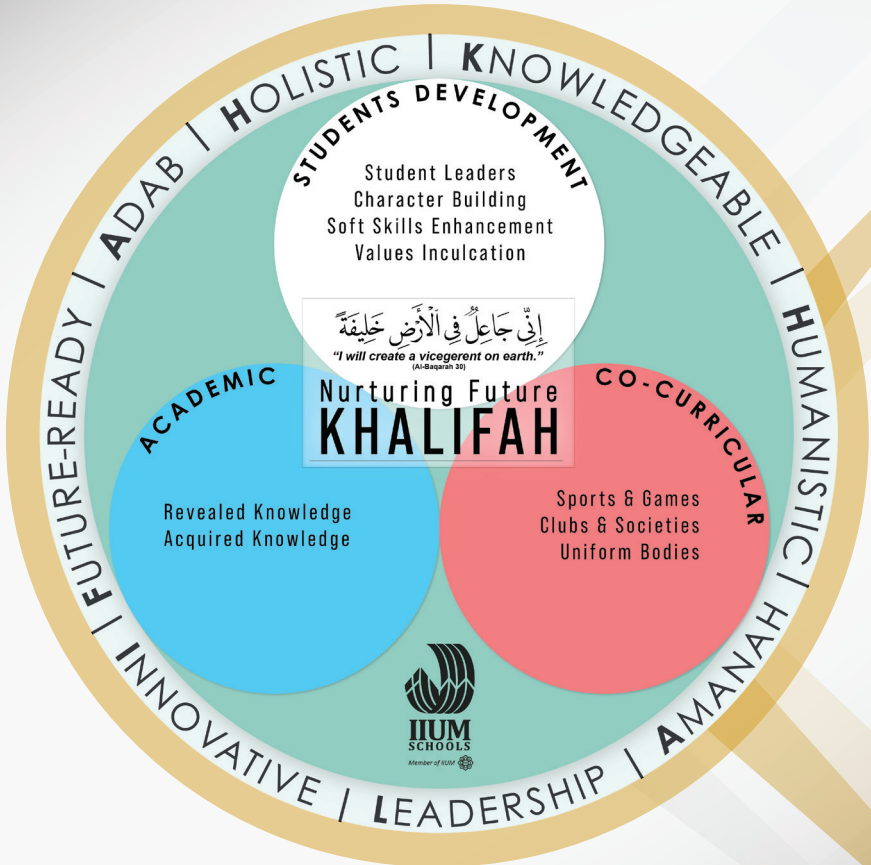 KNOWLEDGEABLE | HUMANISTIC | AMANAH | LEADERSHIP | INNOVATIVE | FUTURE-READY | ADAB | HOLISTIC |
STUDENTS DEVELOPMENT
Student Leaders
Character Building
Soft Skills Enhancement
Values Inculcation
إِنِّي جَاعِلٌ فِي الْأَرْضِ خَلِيفَةً
"I will create a vicegerent on earth."
(Al-Baqarah 30)
Nurturing Future
KHALIFAH
ACADEMIC
Revealed Knowledge
Acquired Knowledge
CO-CURRICULAR
Sports & Games
Clubs & Societies
Uniform Bodies
IIUM
SCHOOLS
Member of IIUM